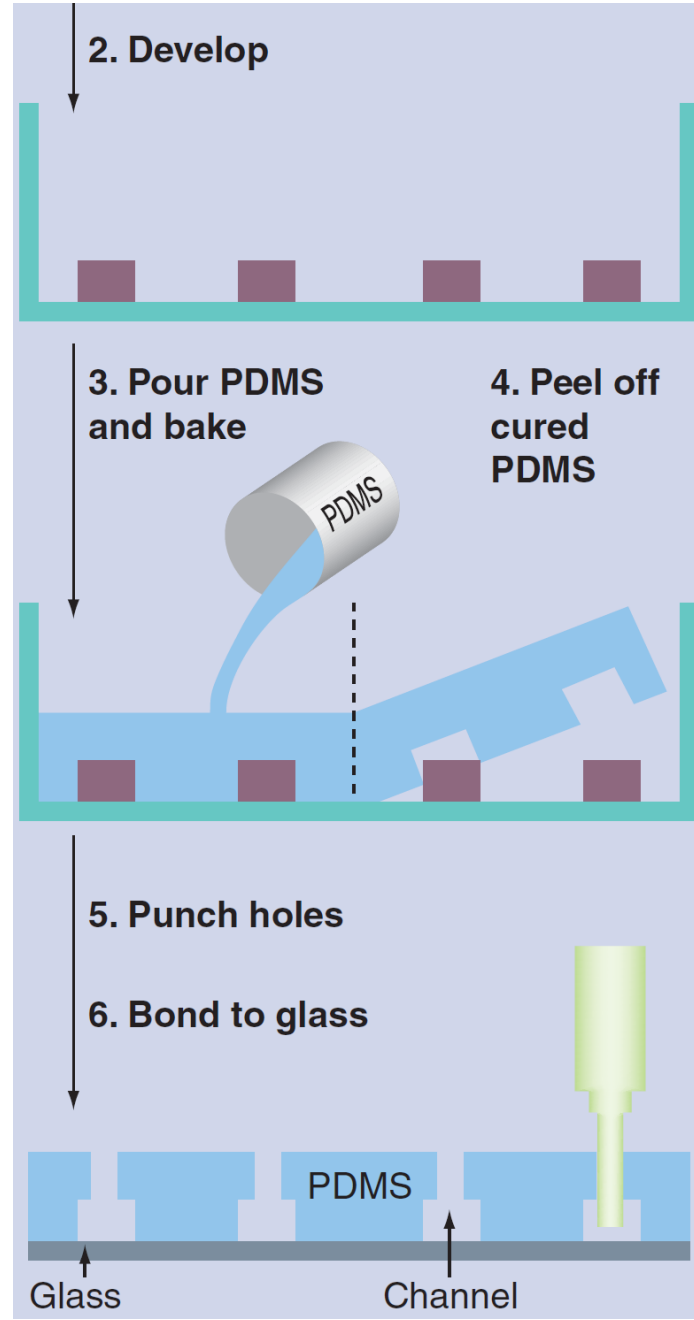 2. Develop
3. Pour PDMS
and bake
4. Peel off
cured
PDMS
PDMS
5. Punch holes
6. Bond to glass
PDMS
Glass
Channel